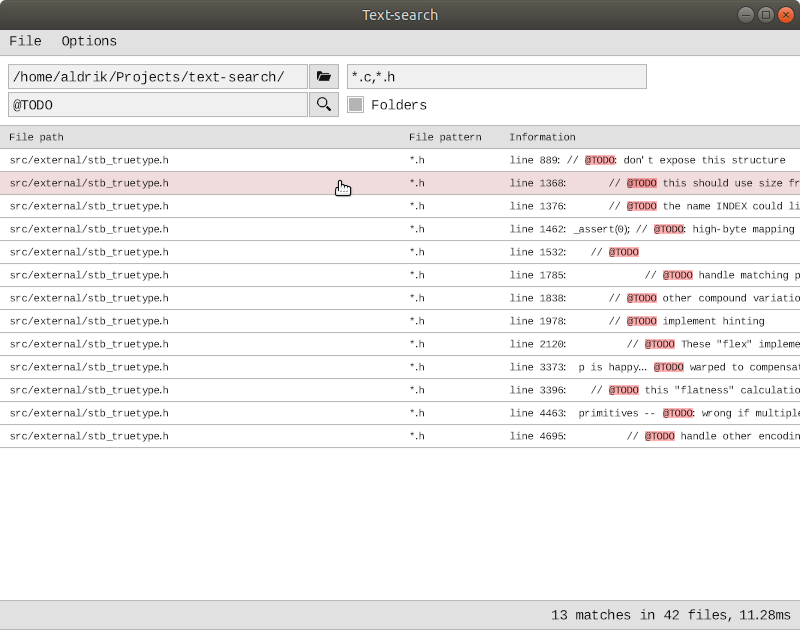 Text-search
File Options
/home/aldrik/Projects/text-search/ *.c,*.h
@TODO Folders
File path File pattern Information
src/external/stb_truetype.h *.h line 889: // @TODO: don't expose this structure
src/external/stb_truetype.h *.h line 1368: // @TODO this should use size fr
src/external/stb_truetype.h *.h line 1376: // @TODO the name INDEX could li
src/external/stb_truetype.h *.h line 1462: _assert(0); // @TODO: high-byte mapping
src/external/stb_truetype.h *.h line 1532: // @TODO
src/external/stb_truetype.h *.h line 1785: // @TODO handle matching p
src/external/stb_truetype.h *.h line 1838: // @TODO other compound variatio
src/external/stb_truetype.h *.h line 1978: // @TODO implement hinting
src/external/stb_truetype.h *.h line 2120: // @TODO These "flex" impleme
src/external/stb_truetype.h *.h line 3373: p is happy... @TODO warped to compensat
src/external/stb_truetype.h *.h line 3396: // @TODO this "flatness" calculatio
src/external/stb_truetype.h *.h line 4463: primitives -- @TODO: wrong if multiple
src/external/stb_truetype.h *.h line 4695: // @TODO handle other encodin
13 matches in 42 files, 11.28ms